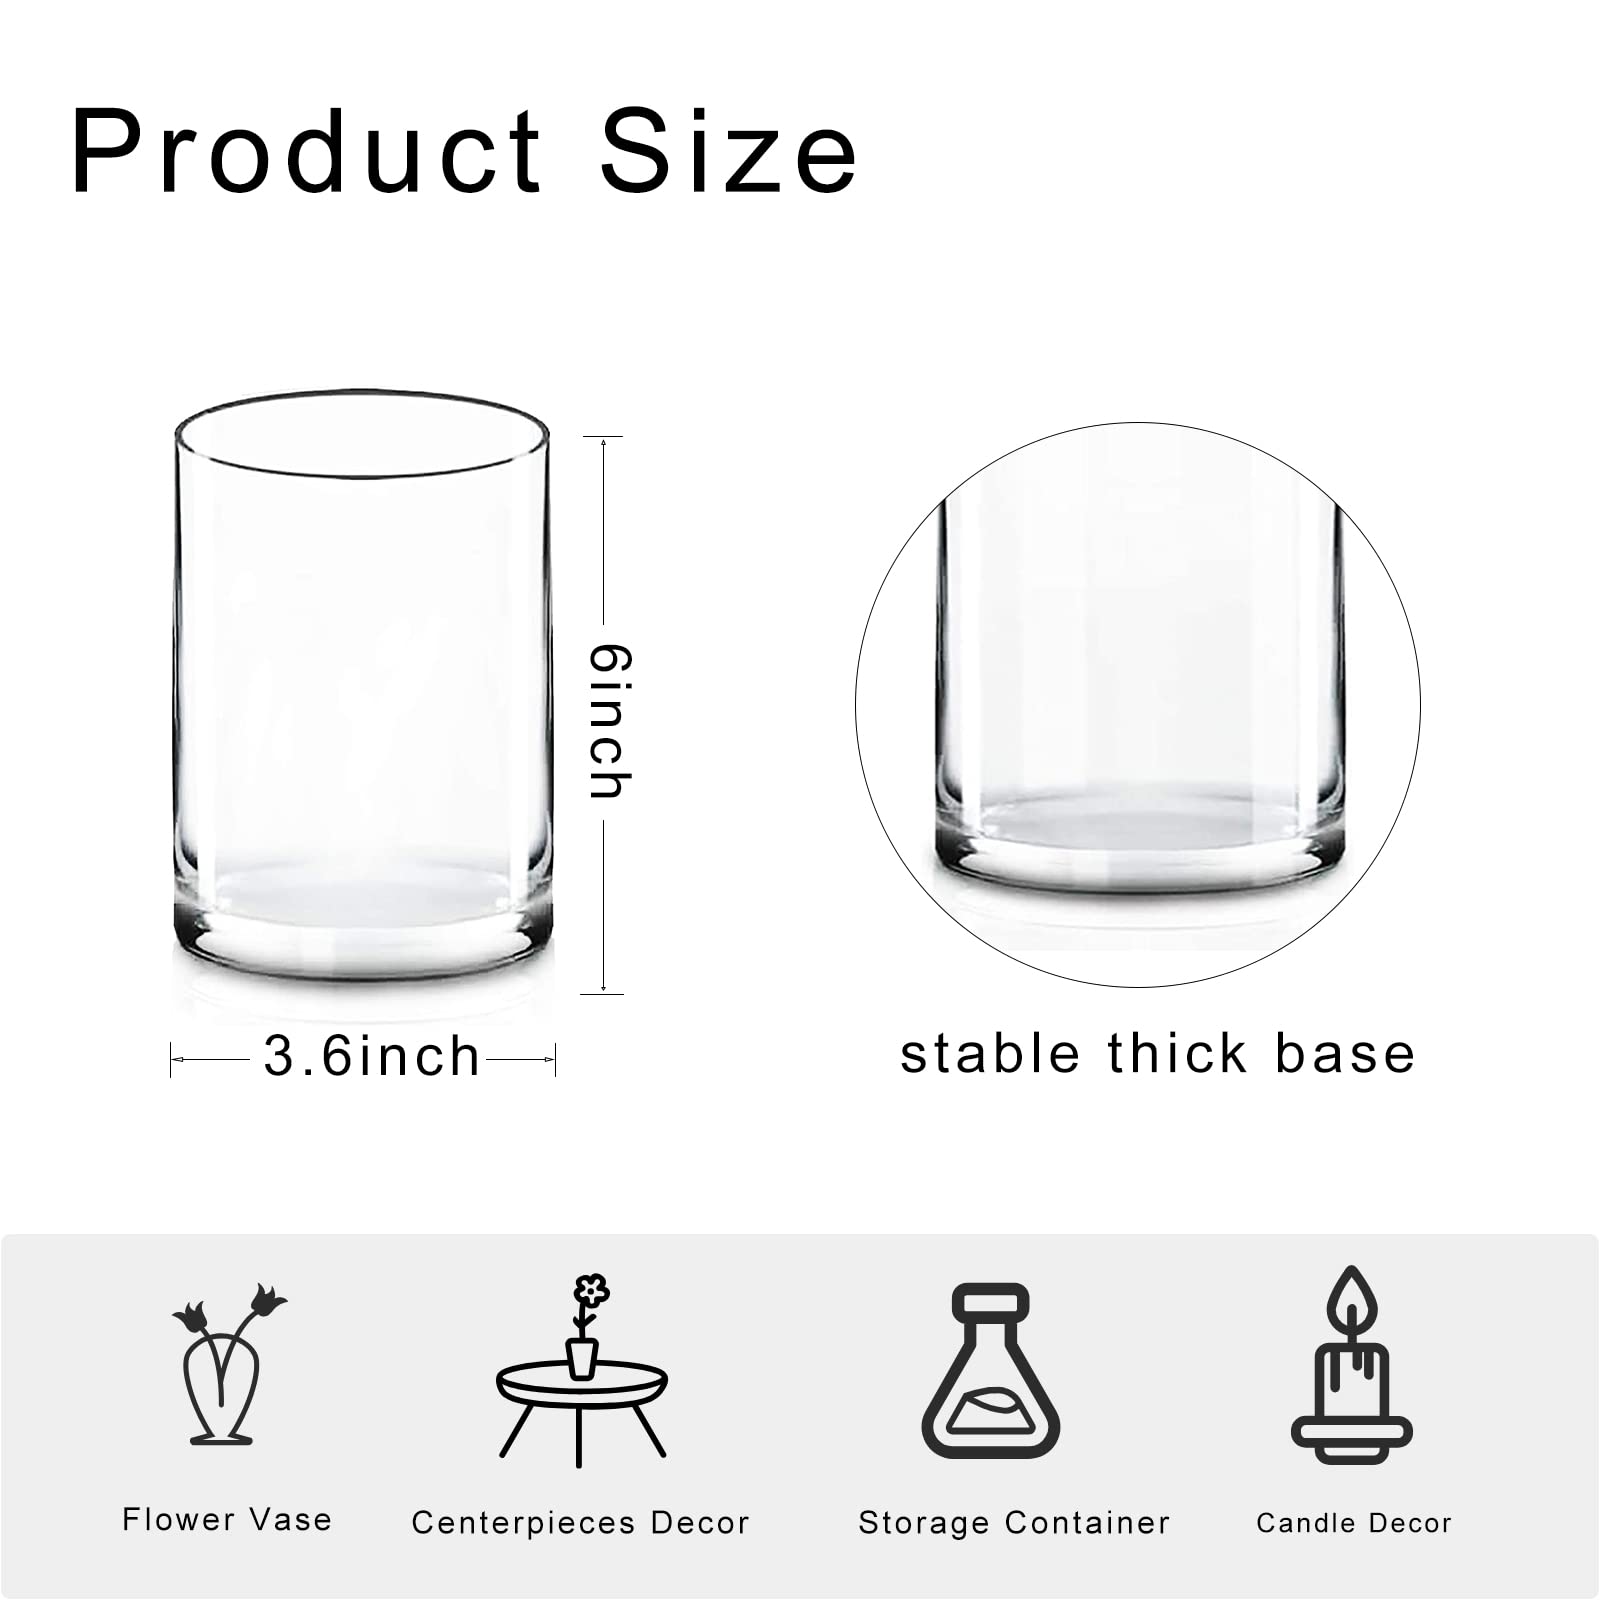 Product Size
6inch
3.6inch
stable thick base
Flower Vase
Centerpieces Decor
Storage Container
Candle Decor